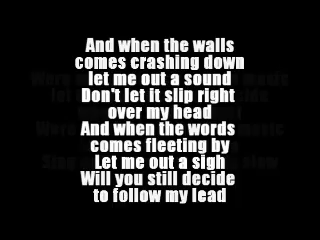 And when the walls
comes crashing down
let me out a sound
Don't let it slip right
over my head
And when the words
comes fleeting by
Let me out a sigh
Will you still decide
to follow my lead